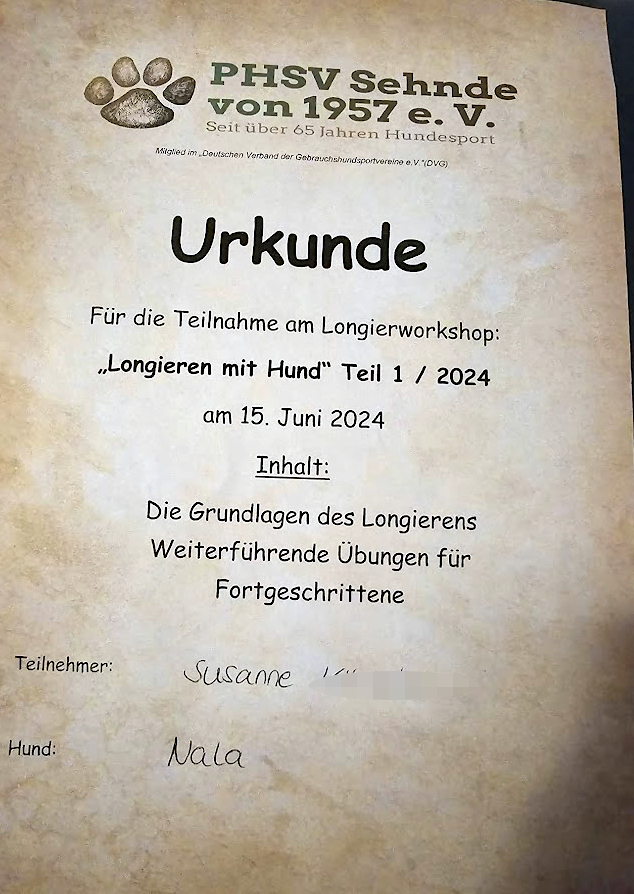 PHSV Sehnde
von 1957 e. V.
Seit über 65 Jahren Hundesport
Mitglied im „Deutschen Verband der Gebrauchshundsportvereine e.V."(DVG)
Urkunde
Für die Teilnahme am Longierworkshop:
„Longieren mit Hund“ Teil 1 / 2024
am 15. Juni 2024
Inhalt:
Die Grundlagen des Longierens
Weiterführende Übungen für
Fortgeschrittene
Teilnehmer: Susanne
Hund: Nala